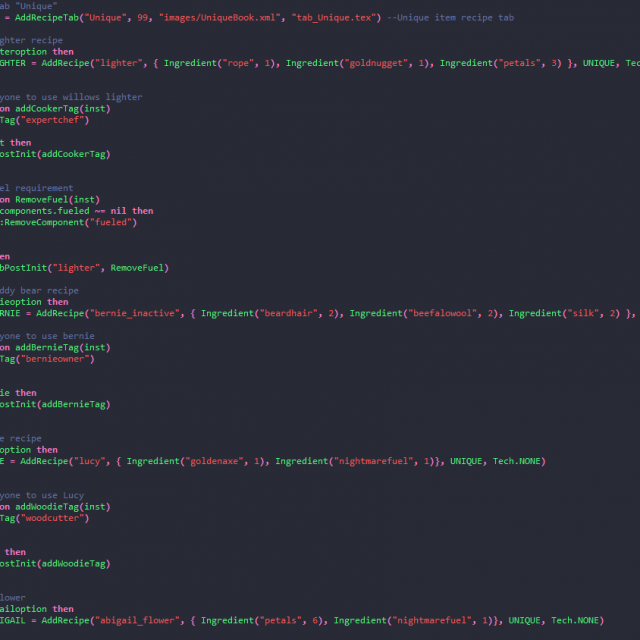 ab "Unique"
= AddRecipeTab("Unique", 99, "images/UniqueBook.xml", "tab_Unique.tex") --Unique item recipe tab
ghter recipe
teroption then
GHTER = AddRecipe("lighter", { Ingredient("rope", 1), Ingredient("goldnugget", 1), Ingredient("petals", 3) }, UNIQUE, Tec
yone to use willows lighter
on addCookerTag(inst)
Tag("expertchef")
t then
ostInit(addCookerTag)
el requirement
on RemoveFuel(inst)
components.fueled ~= nil then
:RemoveComponent("fueled")
en
bPostInit("lighter", RemoveFuel)
ddy bear recipe
ieoption then
RNIE = AddRecipe("bernie_inactive", { Ingredient("beardhair", 2), Ingredient("beefalowool", 2), Ingredient("silk", 2) },
yone to use bernie
on addBernieTag(inst)
Tag("bernieowner")
ie then
ostInit(addBernieTag)
e recipe
option then
E = AddRecipe("lucy", { Ingredient("goldenaxe", 1), Ingredient("nightmarefuel", 1)}, UNIQUE, Tech.NONE)
yone to use Lucy
on addWoodieTag(inst)
Tag("woodcutter")
then
ostInit(addWoodieTag)
lower
ailoption then
IGAIL = AddRecipe("abigail_flower", { Ingredient("petals", 6), Ingredient("nightmarefuel", 1)}, UNIQUE, Tech.NONE)